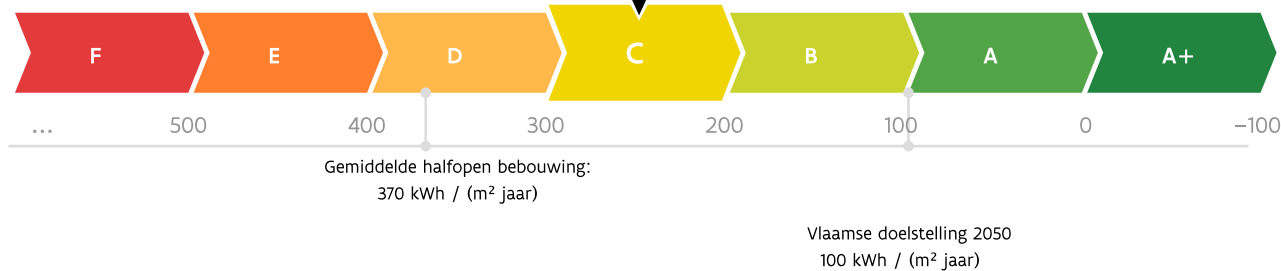 F E D C B A A+
... 500 400 300 200 100 0 –100
Gemiddelde halfopen bebouwing:
370 kWh / (m² jaar)
Vlaamse doelstelling 2050
100 kWh / (m² jaar)